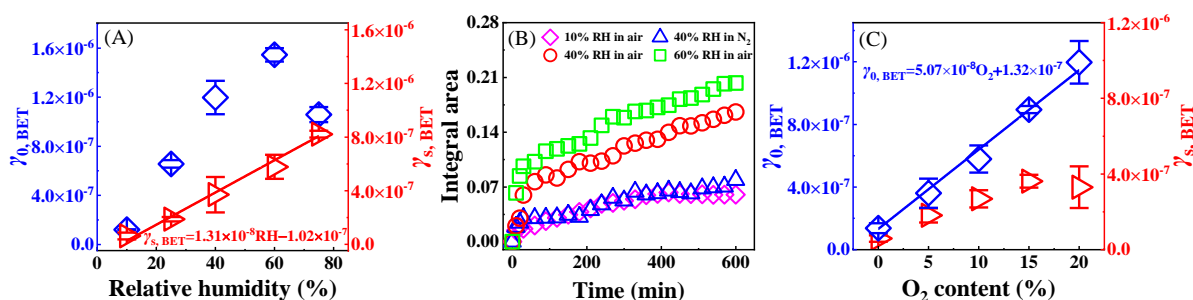 (A)
γ0, BET
1.6×10⁻⁶
1.2×10⁻⁶
8.0×10⁻⁷
4.0×10⁻⁷
0.0
γs, BET=1.31×10⁻⁸RH−1.02×10⁻⁷
1.6×10⁻⁶
1.2×10⁻⁶
8.0×10⁻⁷
4.0×10⁻⁷
0.0
γs, BET
0 20 40 60 80
Relative humidity (%)
(B)
10% RH in air
40% RH in N₂
40% RH in air
60% RH in air
Integral area
0.28
0.21
0.14
0.07
0.00
0 200 400 600
Time (min)
(C)
γ0, BET
1.2×10⁻⁶
8.0×10⁻⁷
4.0×10⁻⁷
0.0
γ0, BET=5.07×10⁻⁸O₂+1.32×10⁻⁷
1.2×10⁻⁶
9.0×10⁻⁷
6.0×10⁻⁷
3.0×10⁻⁷
0.0
γs, BET
0 5 10 15 20
O₂ content (%)